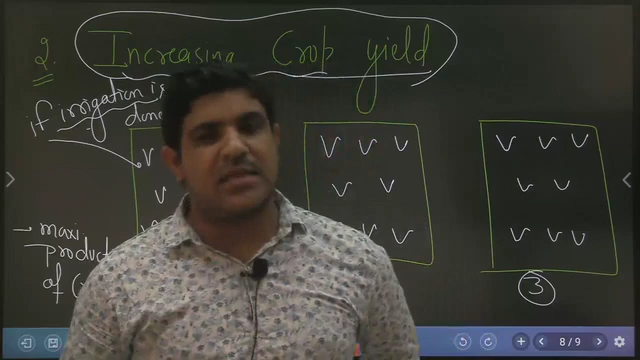 2. Increasing Crop yield
if irrigation is
done
→ maxi
product
of (
3
8/9